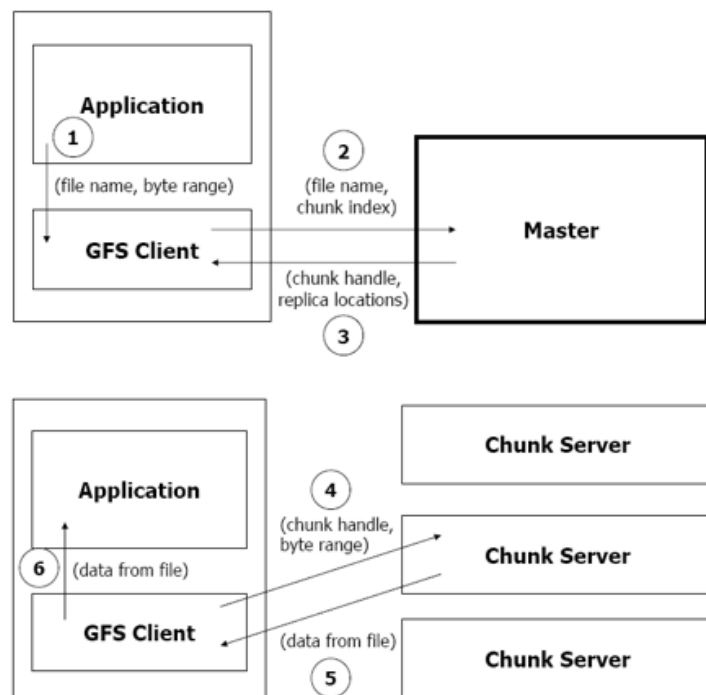 Application
1
(file name, byte range)
GFS Client
2
(file name,
chunk index)
Master
(chunk handle,
replica locations)
3
Application
6
(data from file)
GFS Client
4
(chunk handle,
byte range)
(data from file)
5
Chunk Server
Chunk Server
Chunk Server